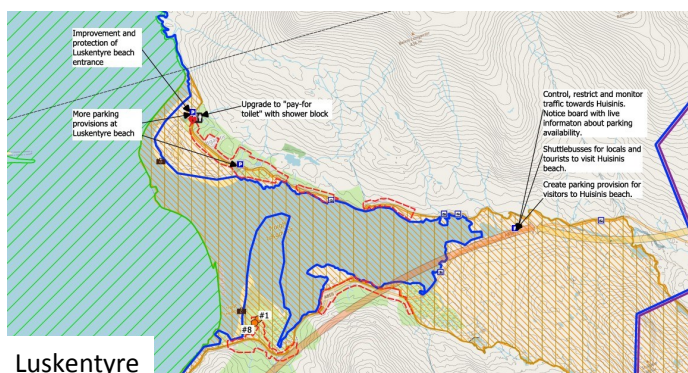 Improvement and
protection of
Luskentyre beach
entrance
More parking
provisions at
Luskentyre beach
Upgrade to "pay-for
toilet" with shower block
Control, restrict and monitor
traffic towards Huisinis.
Notice board with live
informaton about parking
availability.
Shuttlebusses for locals and
tourists to visit Huisinis
beach.
Create parking provision for
visitors to Huisinis beach.
P
P
#1
#8
Luskentyre